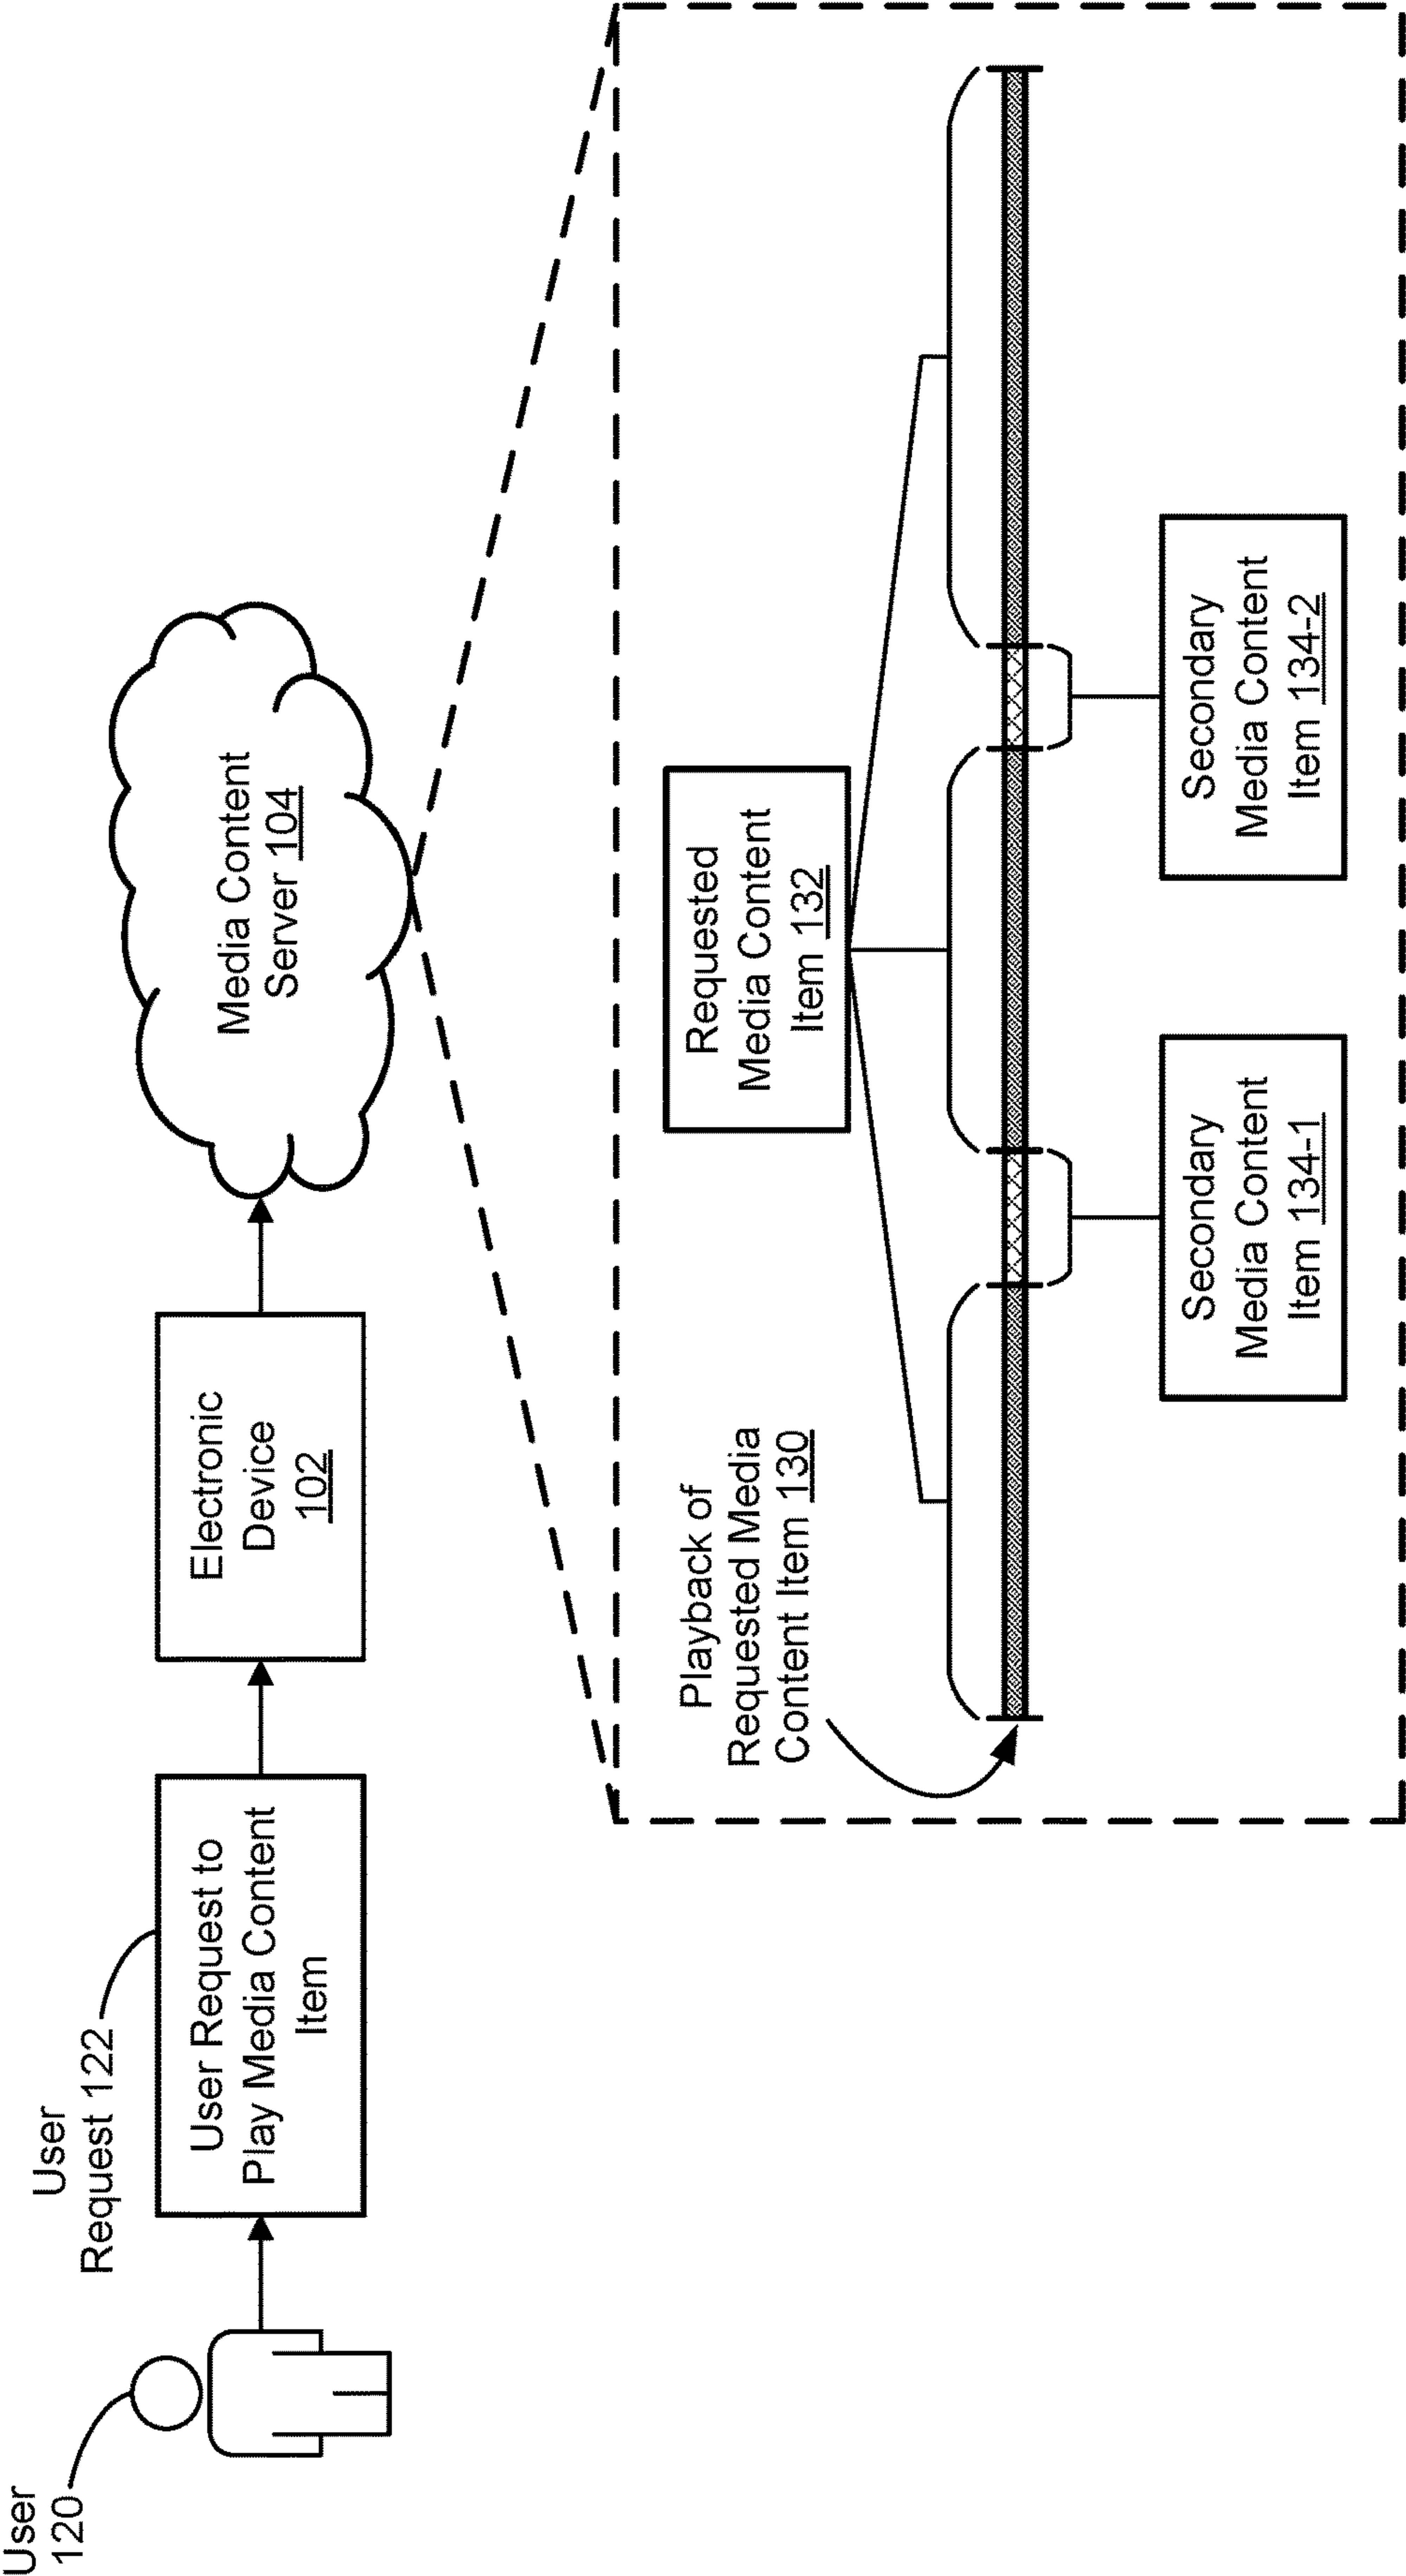 User
120
User
Request 122
User Request to
Play Media Content
Item
Electronic
Device
102
Media Content
Server 104
Playback of
Requested Media
Content Item 130
Requested
Media Content
Item 132
Secondary
Media Content
Item 134-1
Secondary
Media Content
Item 134-2